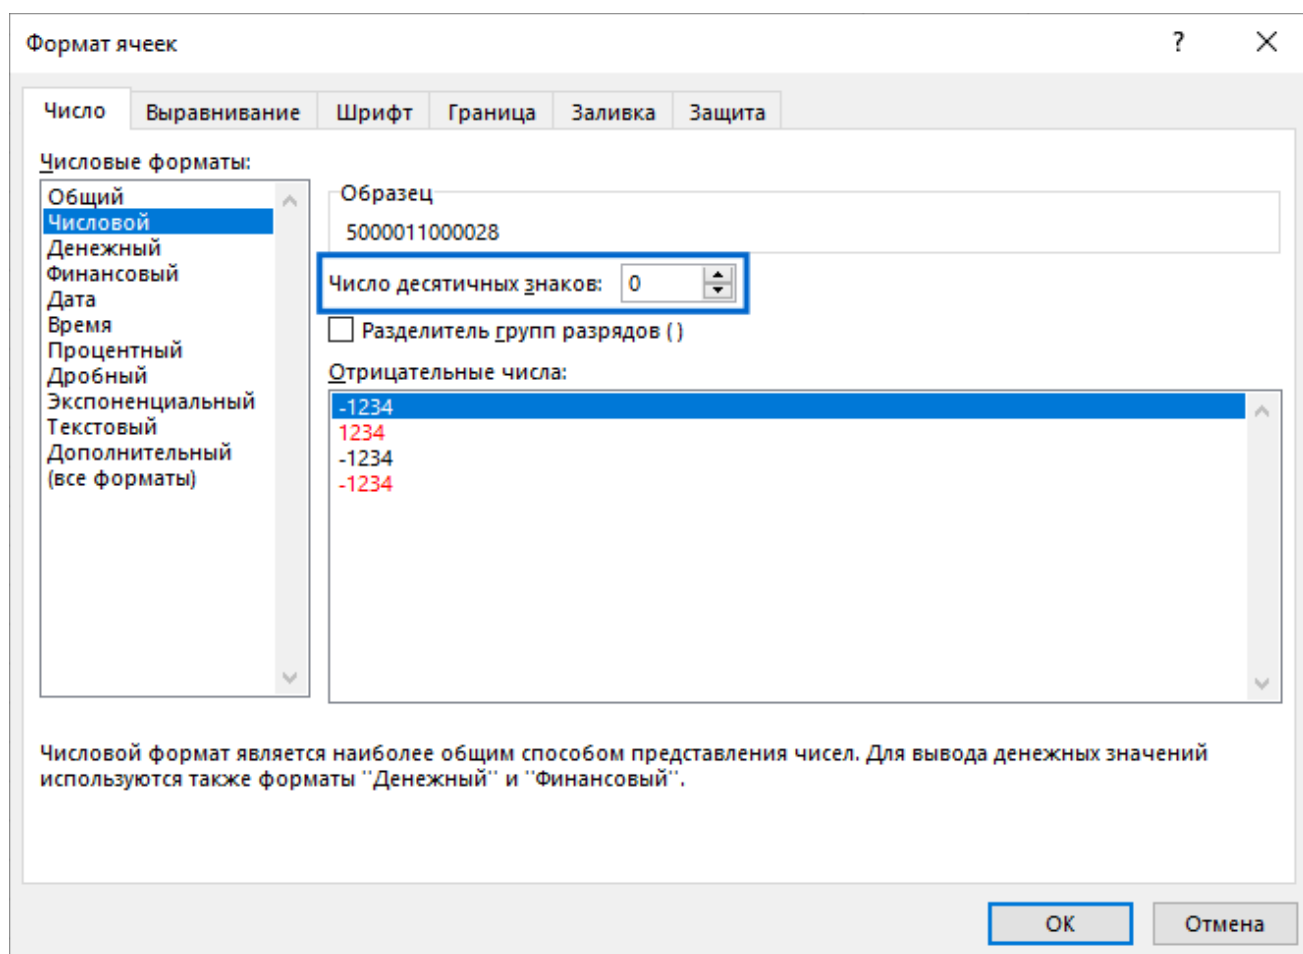 Формат ячеек
?
Число Выравнивание Шрифт Граница Заливка Защита
Числовые форматы:
Общий
Числовой
Денежный
Финансовый
Дата
Время
Процентный
Дробный
Экспоненциальный
Текстовый
Дополнительный
(все форматы)
Образец
5000011000028
Число десятичных знаков: 0
Разделитель групп разрядов ( )
Отрицательные числа:
-1234
1234
-1234
-1234
Числовой формат является наиболее общим способом представления чисел. Для вывода денежных значений
используются также форматы "Денежный" и "Финансовый".
ОК Отмена